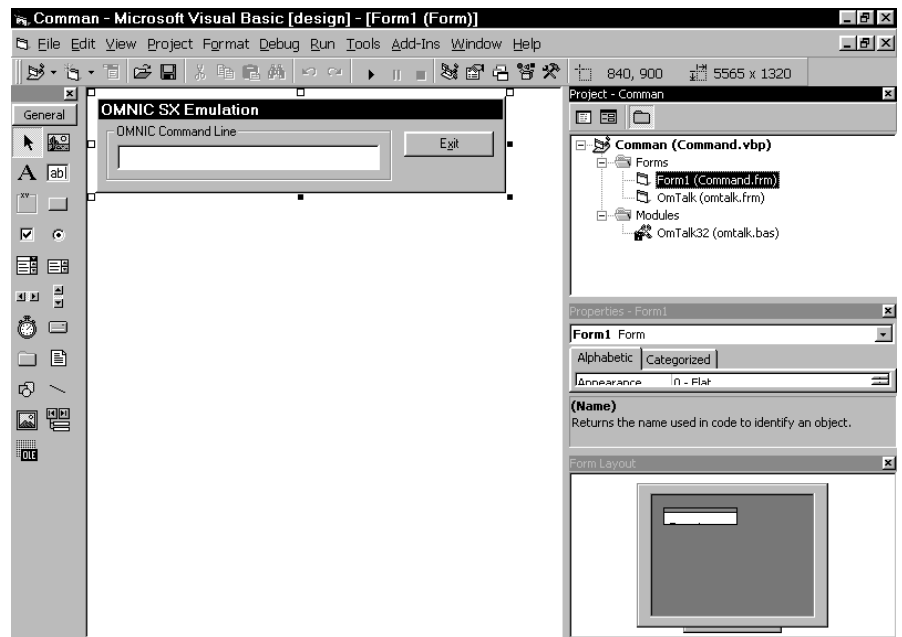 Comman - Microsoft Visual Basic [design] - [Form1 (Form)]
File Edit View Project Format Debug Run Tools Add-Ins Window Help
840, 900 5565 x 1320
General
A ab|
XY
OLE
OMNIC SX Emulation
OMNIC Command Line
Exit
Project - Comman
Comman (Command.vbp)
Forms
Form1 (Command.frm)
OmTalk (omtalk.frm)
Modules
OmTalk32 (omtalk.bas)
Properties - Form1
Form1 Form
Alphabetic Categorized
Appearance 0 - Flat
(Name)
Returns the name used in code to identify an object.
Form Layout